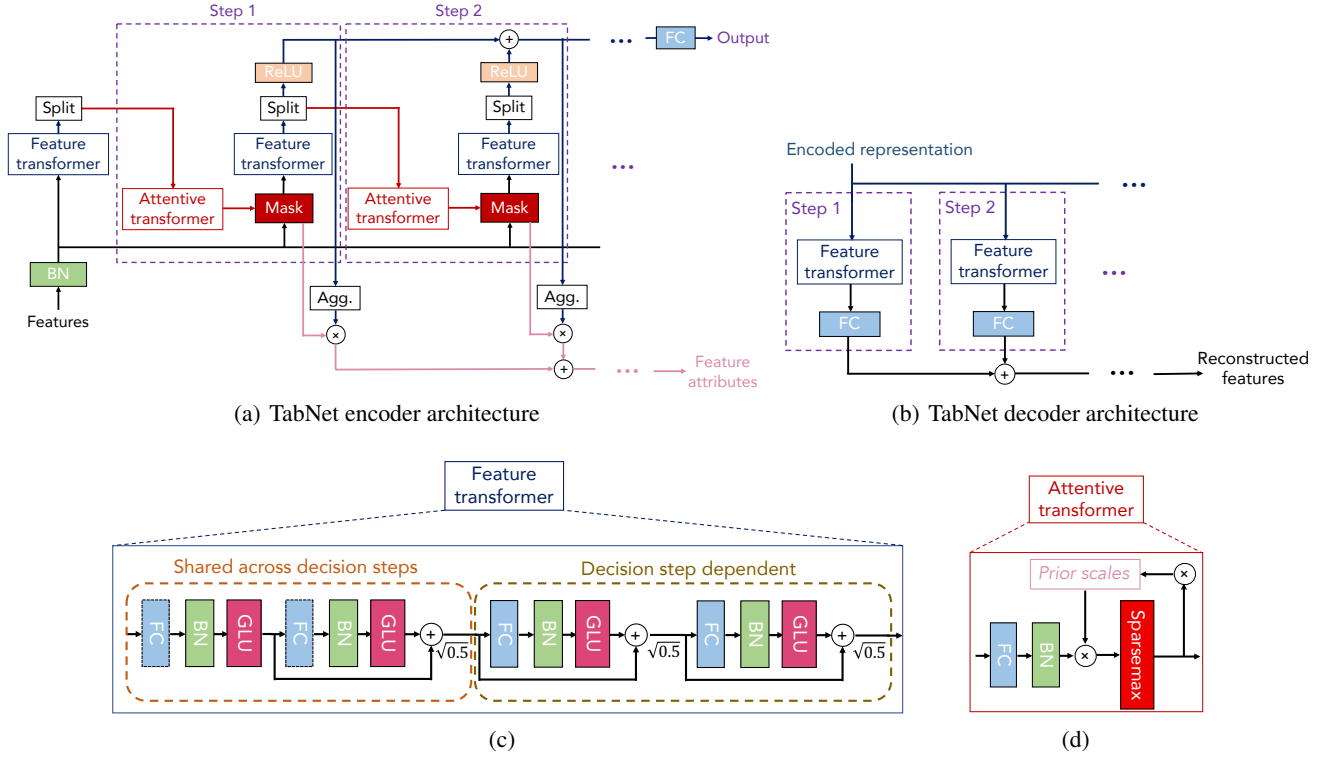 Step 1
Step 2
FC
Output
ReLU
ReLU
Split
Split
Split
Feature
transformer
Feature
transformer
Feature
transformer
Attentive
transformer
Mask
Attentive
transformer
Mask
BN
Features
Agg.
×
Agg.
×
+
+
Feature
attributes
(a) TabNet encoder architecture
Encoded representation
Step 1
Step 2
Feature
transformer
Feature
transformer
FC
FC
+
Reconstructed
features
(b) TabNet decoder architecture
Feature
transformer
Shared across decision steps
Decision step dependent
FC
BN
GLU
FC
BN
GLU
+
√0.5
FC
BN
GLU
+
√0.5
FC
BN
GLU
+
√0.5
(c)
Attentive
transformer
Prior scales
×
FC
BN
×
Sparsemax
(d)